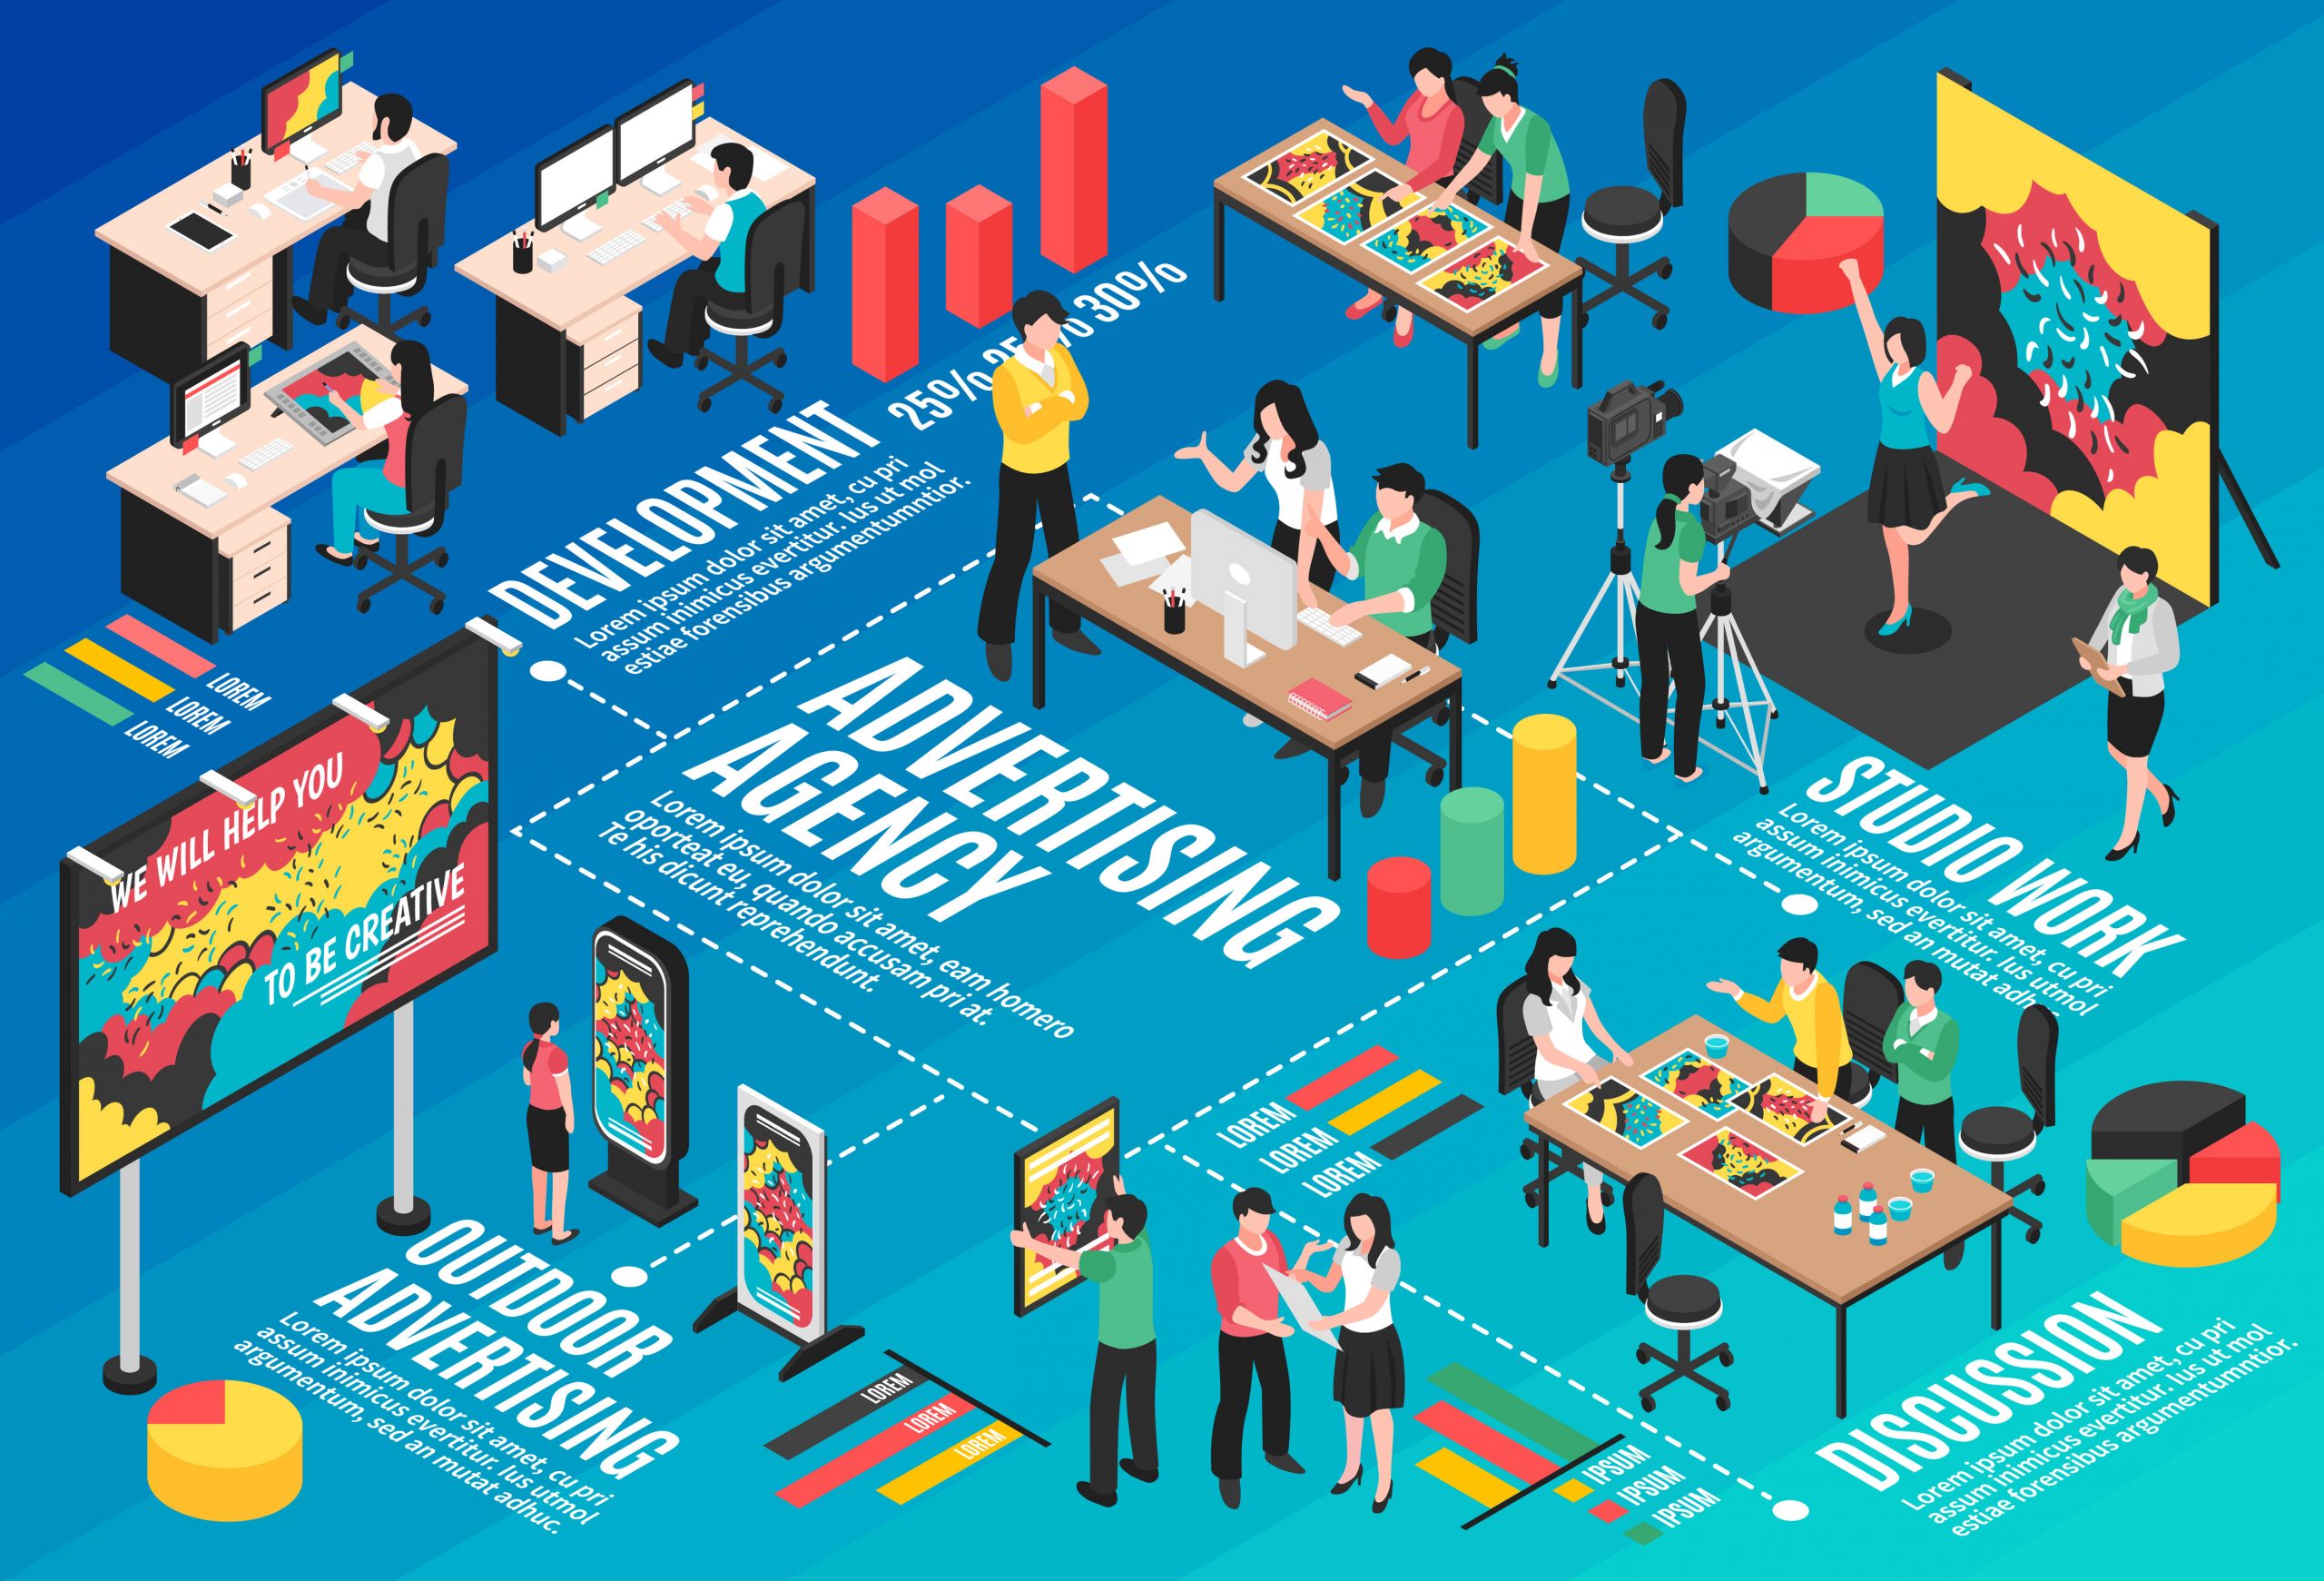 25% 25% 30%
DEVELOPMENT
Lorem ipsum dolor sit amet, cu pri
assum inimicus evertitur. Ius ut mol
estiae forensibus argumentumntior.
LOREM
LOREM
LOREM
WE WILL HELP YOU
TO BE CREATIVE
ADVERTISING
AGENCY
Lorem ipsum dolor sit amet, eam homero
oporteat eu, quando accusam pri at.
Te his dicunt reprehendunt.
STUDIO WORK
Lorem ipsum dolor sit amet, cu pri
assum inimicus evertitur. Ius utmol
argumentum, sed an mutat adhuc.
LOREM
LOREM
LOREM
OUTDOOR
ADVERTISING
Lorem ipsum dolor sit amet, cu pri
assum inimicus evertitur. Ius utmol
argumentum, sed an mutat adhuc.
LOREM
LOREM
LOREM
IPSUM
IPSUM
IPSUM
DISCUSSION
Lorem ipsum dolor sit amet, cu pri
assum inimicus evertitur. Ius ut mol
estiae forensibus argumentumntior.